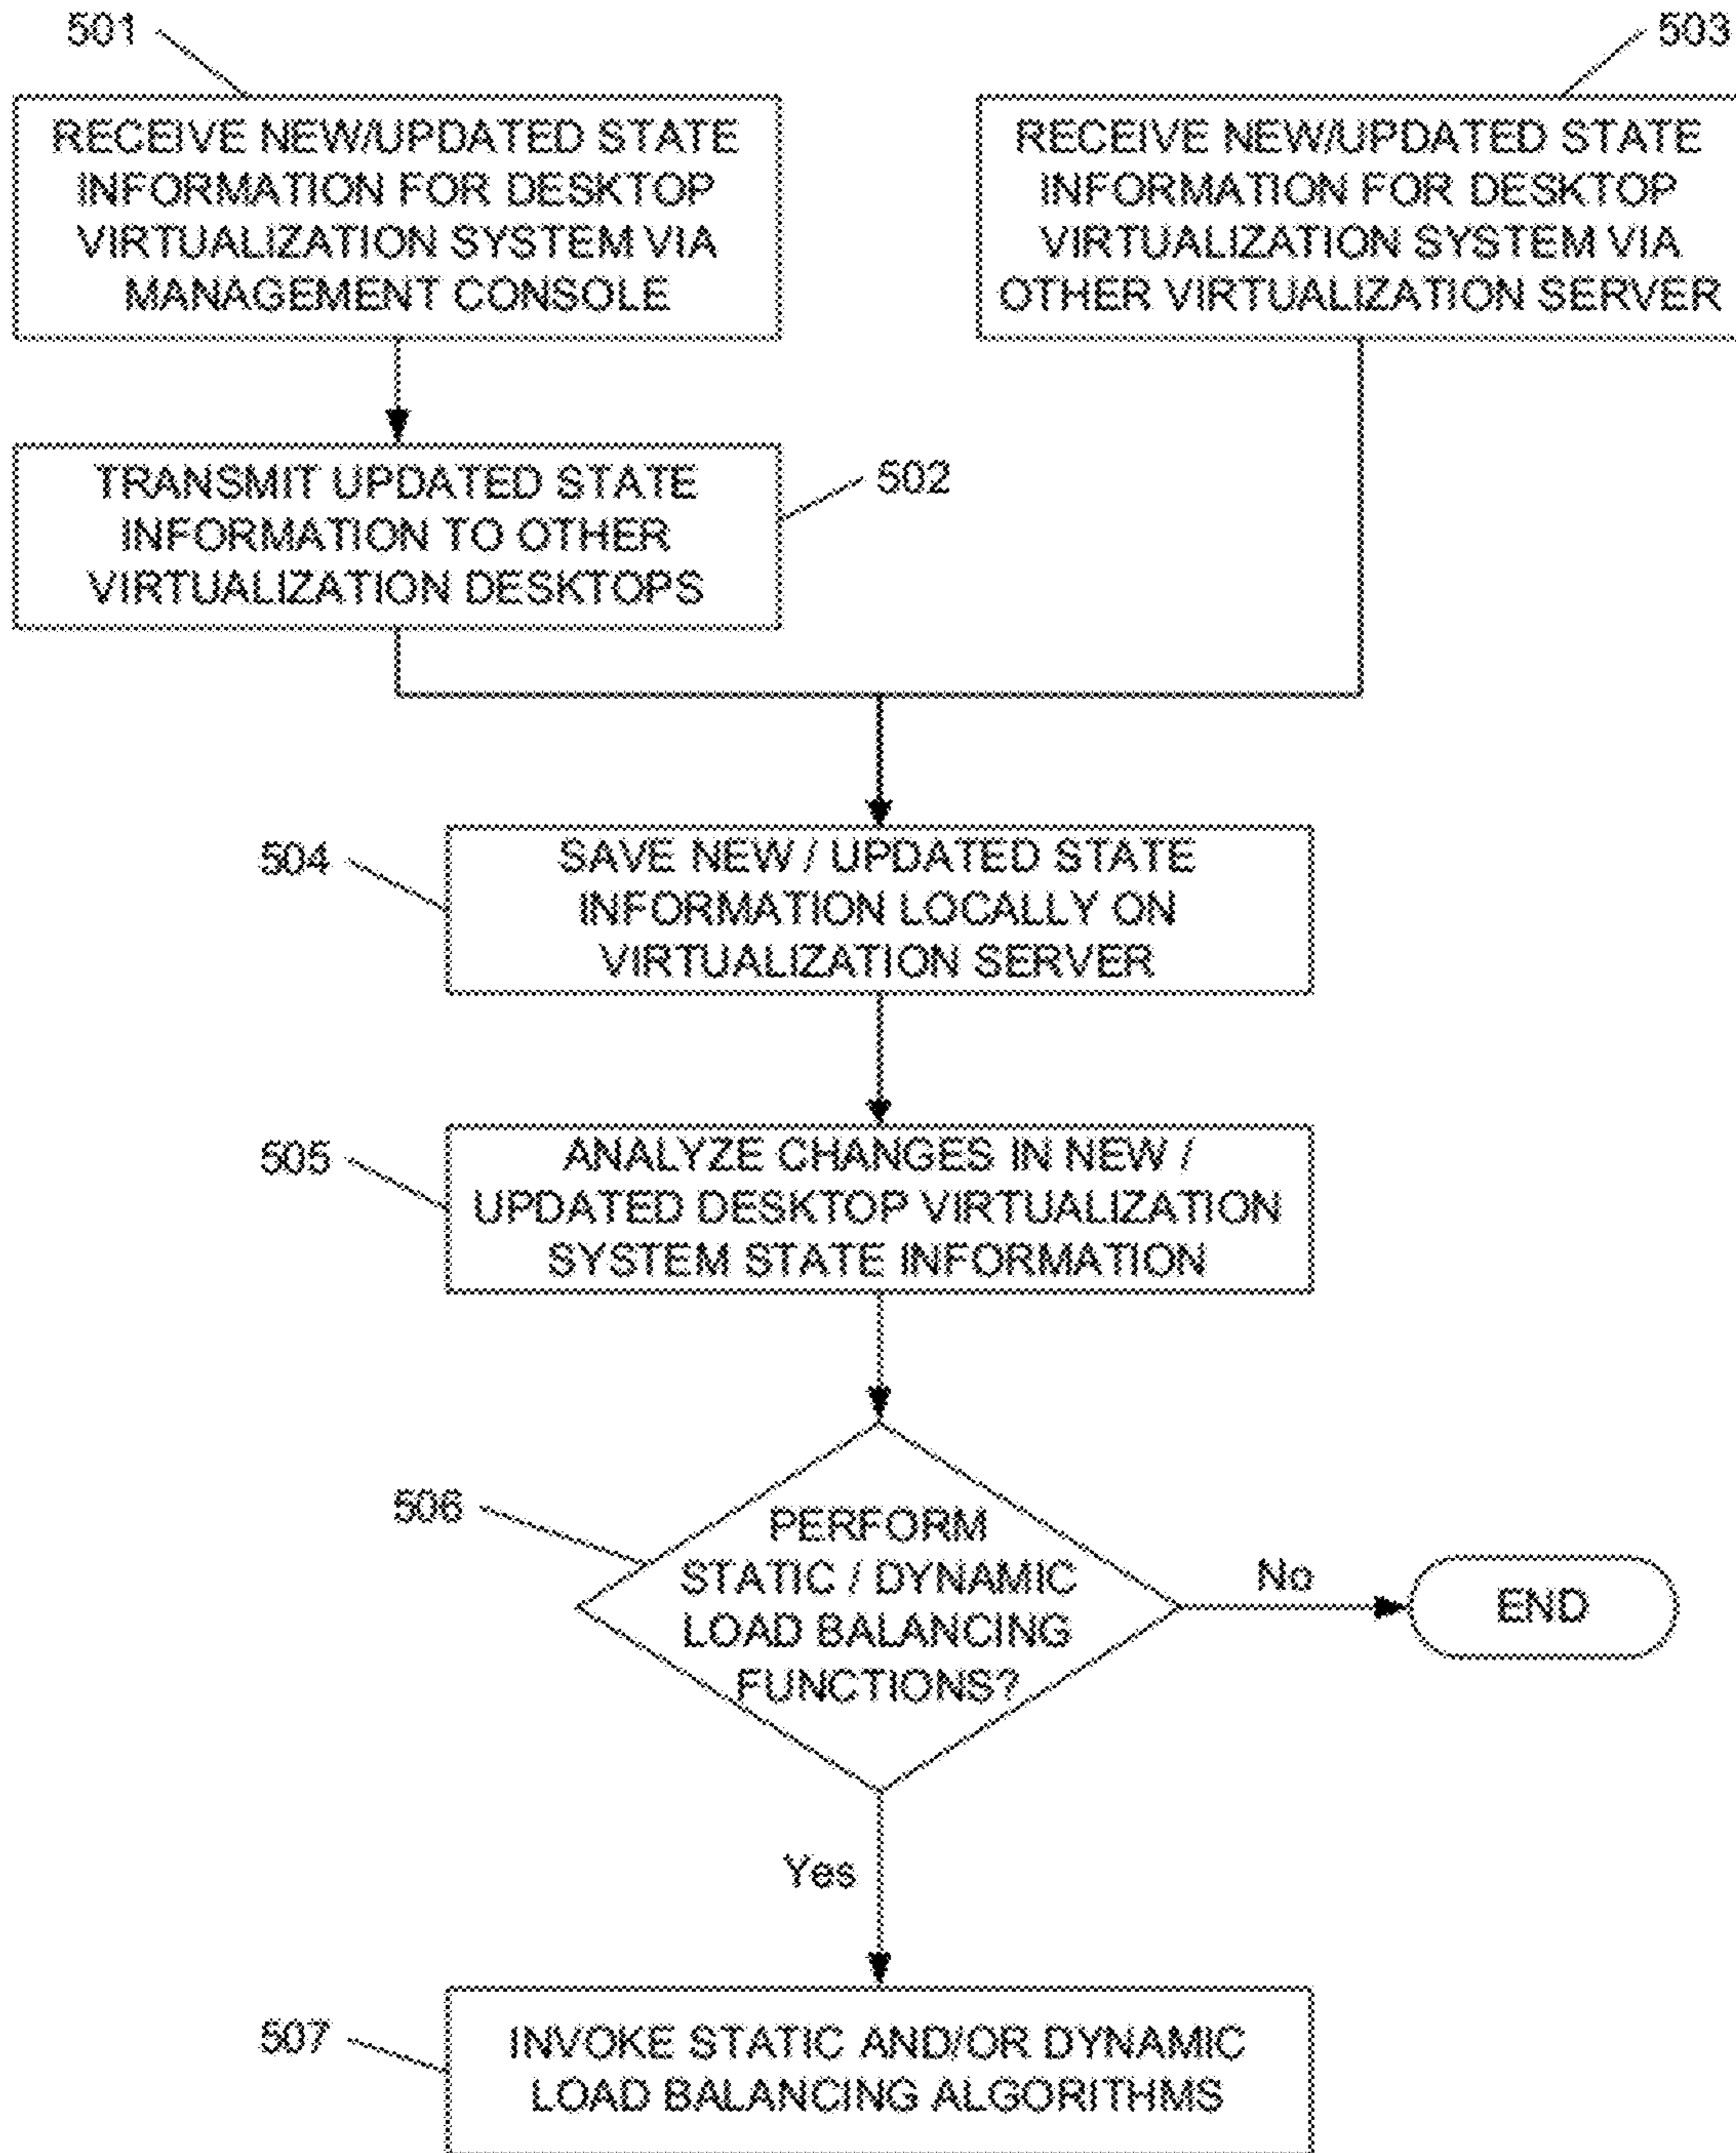 501
503
RECEIVE NEW/UPDATED STATE
INFORMATION FOR DESKTOP
VIRTUALIZATION SYSTEM VIA
MANAGEMENT CONSOLE
RECEIVE NEW/UPDATED STATE
INFORMATION FOR DESKTOP
VIRTUALIZATION SYSTEM VIA
OTHER VIRTUALIZATION SERVER
TRANSMIT UPDATED STATE
INFORMATION TO OTHER
VIRTUALIZATION DESKTOPS
502
504
SAVE NEW / UPDATED STATE
INFORMATION LOCALLY ON
VIRTUALIZATION SERVER
505
ANALYZE CHANGES IN NEW /
UPDATED DESKTOP VIRTUALIZATION
SYSTEM STATE INFORMATION
506
PERFORM
STATIC / DYNAMIC
LOAD BALANCING
FUNCTIONS?
No
END
Yes
507
INVOKE STATIC AND/OR DYNAMIC
LOAD BALANCING ALGORITHMS